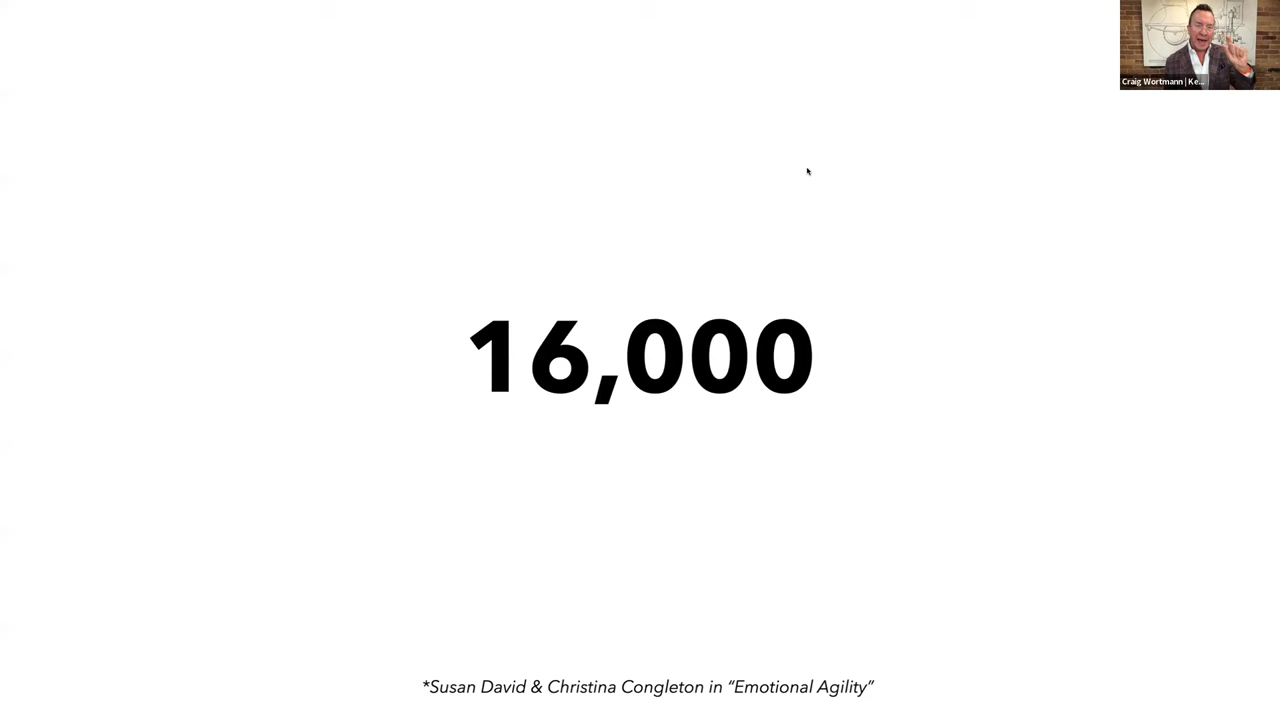 Craig Wortmann | Ke...
16,000
*Susan David & Christina Congleton in “Emotional Agility”